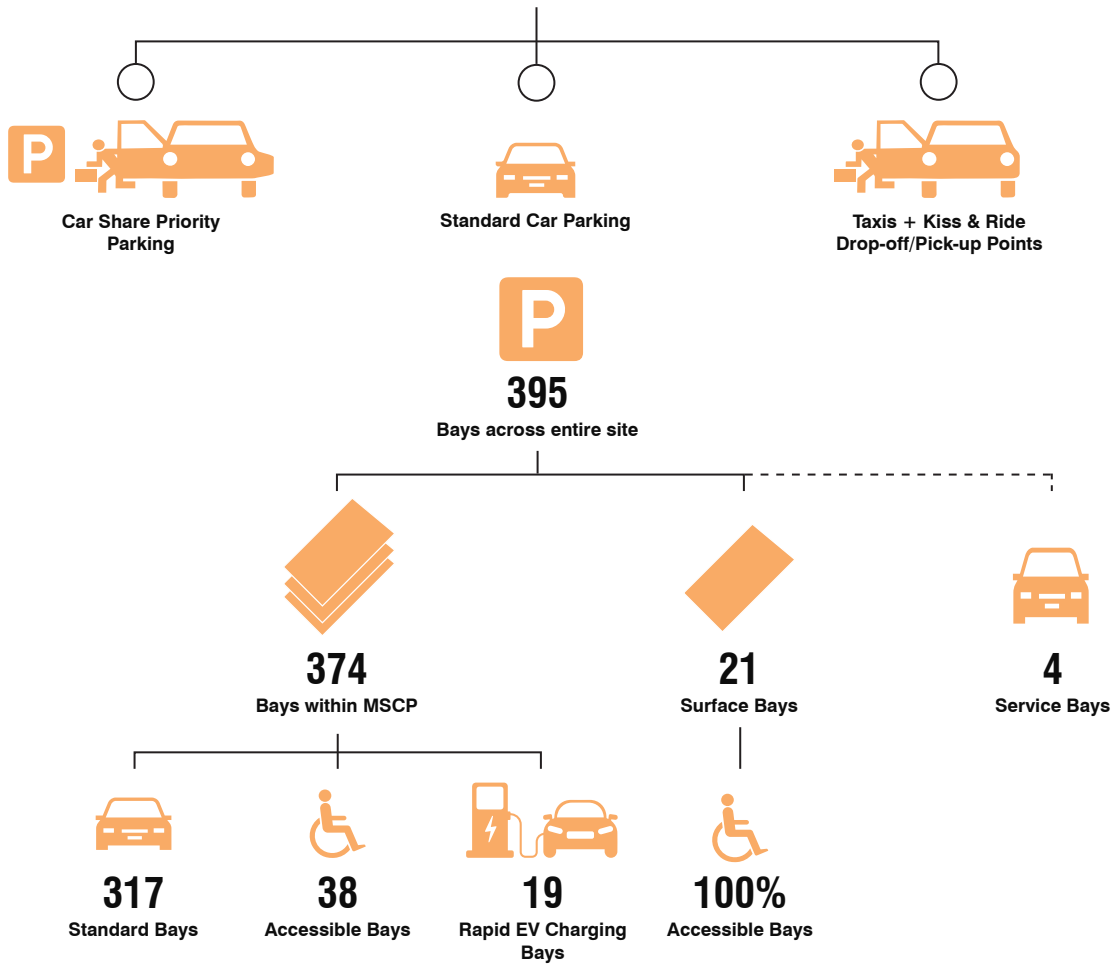 P
Car Share Priority
Parking
Standard Car Parking
Taxis + Kiss & Ride
Drop-off/Pick-up Points
P
395
Bays across entire site
374
Bays within MSCP
21
Surface Bays
4
Service Bays
317
Standard Bays
38
Accessible Bays
19
Rapid EV Charging
Bays
100%
Accessible Bays